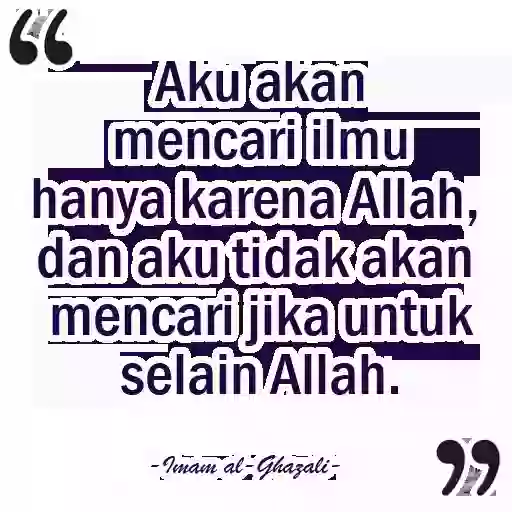 “
Aku akan
mencari ilmu
hanya karena Allah,
dan aku tidak akan
mencari jika untuk
selain Allah.
-Imam al-Ghazali-
”